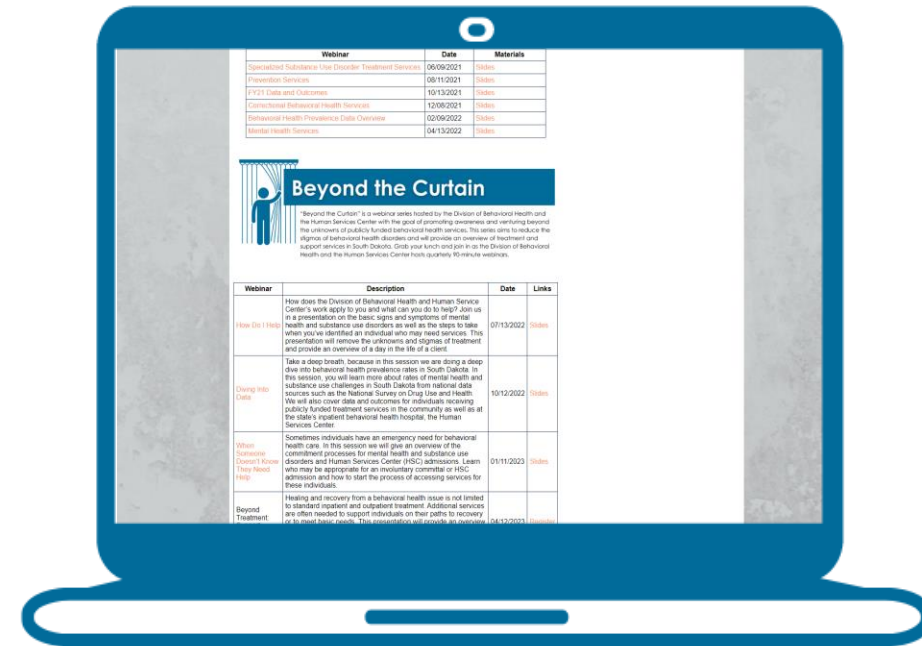 Webinar Date Materials
Specialized Substance Use Disorder Treatment Services 06/09/2021 Slides
Prevention Services 08/11/2021 Slides
FY21 Data and Outcomes 10/13/2021 Slides
Correctional Behavioral Health Services 12/08/2021 Slides
Behavioral Health Prevalence Data Overview 02/09/2022 Slides
Mental Health Services 04/13/2022 Slides
Beyond the Curtain
"Beyond the Curtain" is a webinar series hosted by the Division of Behavioral Health and
the Human Services Center with the goal of promoting awareness and venturing beyond
the unknowns of publicly funded behavioral health services. This series aims to reduce the
stigmas of behavioral health disorders and will provide an overview of treatment and
support services in South Dakota. Grab your lunch and join in as the Division of Behavioral
Health and the Human Services Center hosts quarterly 90-minute webinars.
Webinar Description Date Links
How Do I Help
How does the Division of Behavioral Health and Human Service
Center's work apply to you and what can you do to help? Join us
in a presentation on the basic signs and symptoms of mental
health and substance use disorders as well as the steps to take
when you've identified an individual who may need services. This
presentation will remove the unknowns and stigmas of treatment
and provide an overview of a day in the life of a client.
07/13/2022 Slides
Diving Into
Data
Take a deep breath, because in this session we are doing a deep
dive into behavioral health prevalence rates in South Dakota. In
this session, you will learn more about rates of mental health and
substance use challenges in South Dakota from national data
sources such as the National Survey on Drug Use and Health.
We will also cover data and outcomes for individuals receiving
publicly funded treatment services in the community as well as at
the state's inpatient behavioral health hospital, the Human
Services Center.
10/12/2022 Slides
When
Someone
Doesn't Know
They Need
Help
Sometimes individuals have an emergency need for behavioral
health care. In this session we will give an overview of the
commitment processes for mental health and substance use
disorders and Human Services Center (HSC) admissions. Learn
who may be appropriate for an involuntary committal or HSC
admission and how to start the process of accessing services for
these individuals.
01/11/2023 Slides
Beyond
Treatment:
Healing and recovery from a behavioral health issue is not limited
to standard inpatient and outpatient treatment. Additional services
are often needed to support individuals on their paths to recovery
or to meet basic needs. This presentation will provide an overview
04/12/2023